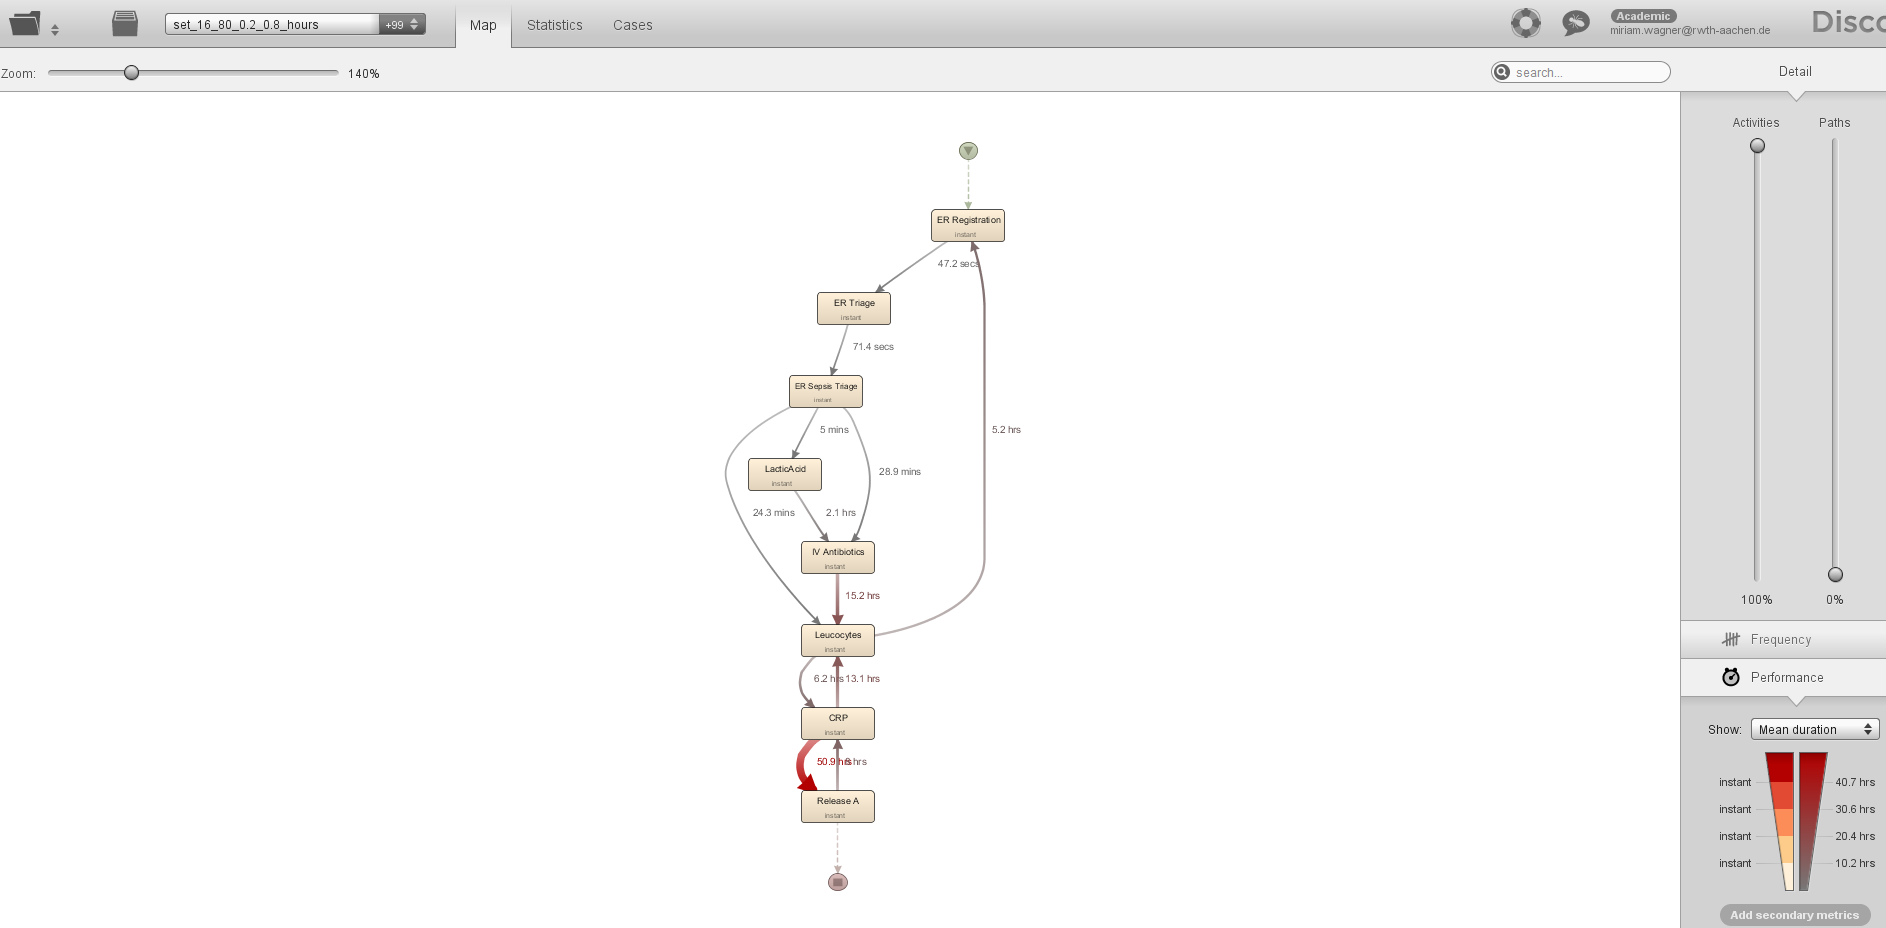 set_16_80_0.2_0.8_hours
+99
Map
Statistics
Cases
Academic
miriam.wagner@rwth-aachen.de
Disco
Zoom:
140%
search...
Detail
Activities
Paths
ER Registration
instant
47.2 secs
ER Triage
instant
71.4 secs
ER Sepsis Triage
instant
5 mins
5.2 hrs
LacticAcid
instant
28.9 mins
24.3 mins
2.1 hrs
IV Antibiotics
instant
15.2 hrs
Leucocytes
instant
6.2 hrs
13.1 hrs
CRP
instant
50.9 hrs
hrs
Release A
instant
100%
0%
Frequency
Performance
Show:
Mean duration
instant
40.7 hrs
instant
30.6 hrs
instant
20.4 hrs
instant
10.2 hrs
Add secondary metrics